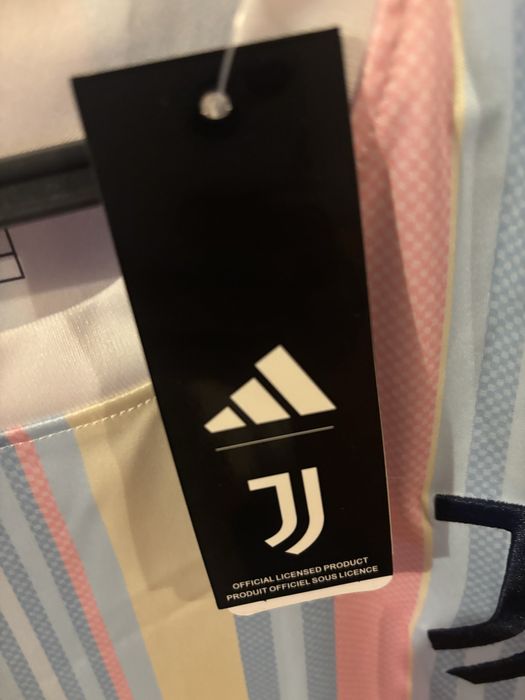 OFFICIAL LICENSED PRODUCT
PRODUIT OFFICIEL SOUS LICENCE